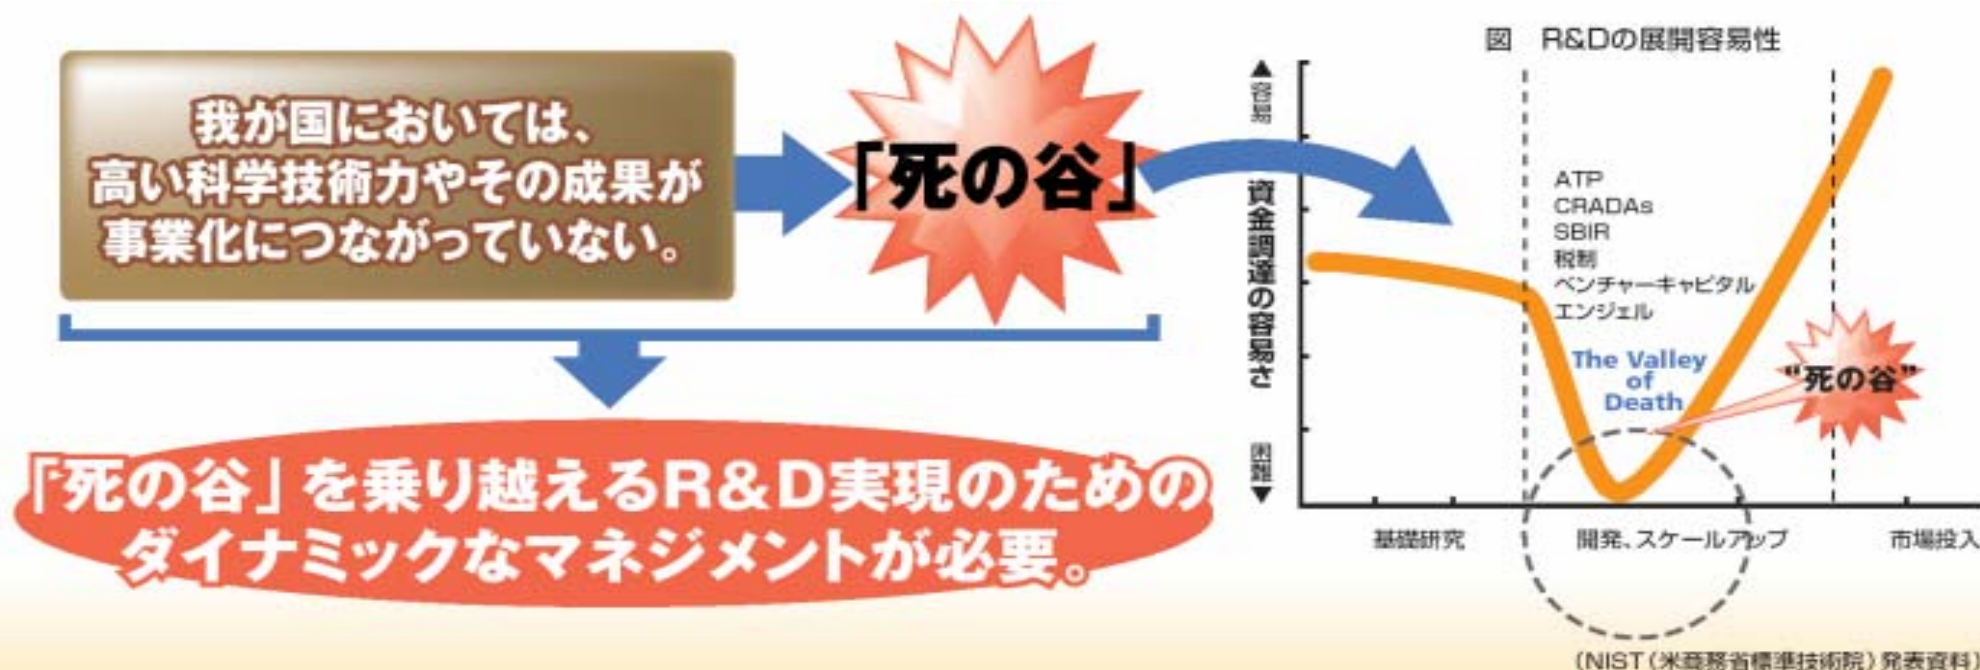 我が国においては、
高い科学技術力やその成果が
事業化につながっていない。
「死の谷」
「死の谷」を乗り越えるR&D実現のための
ダイナミックなマネジメントが必要。
図 R&Dの展開容易性
▲容易
資金調達の容易さ
困難▼
ATP
CRADAs
SBIR
税制
ベンチャーキャピタル
エンジェル
The Valley
of
Death
“死の谷”
基礎研究
開発、スケールアップ
市場投入
(NIST(米商務省標準技術院)発表資料)